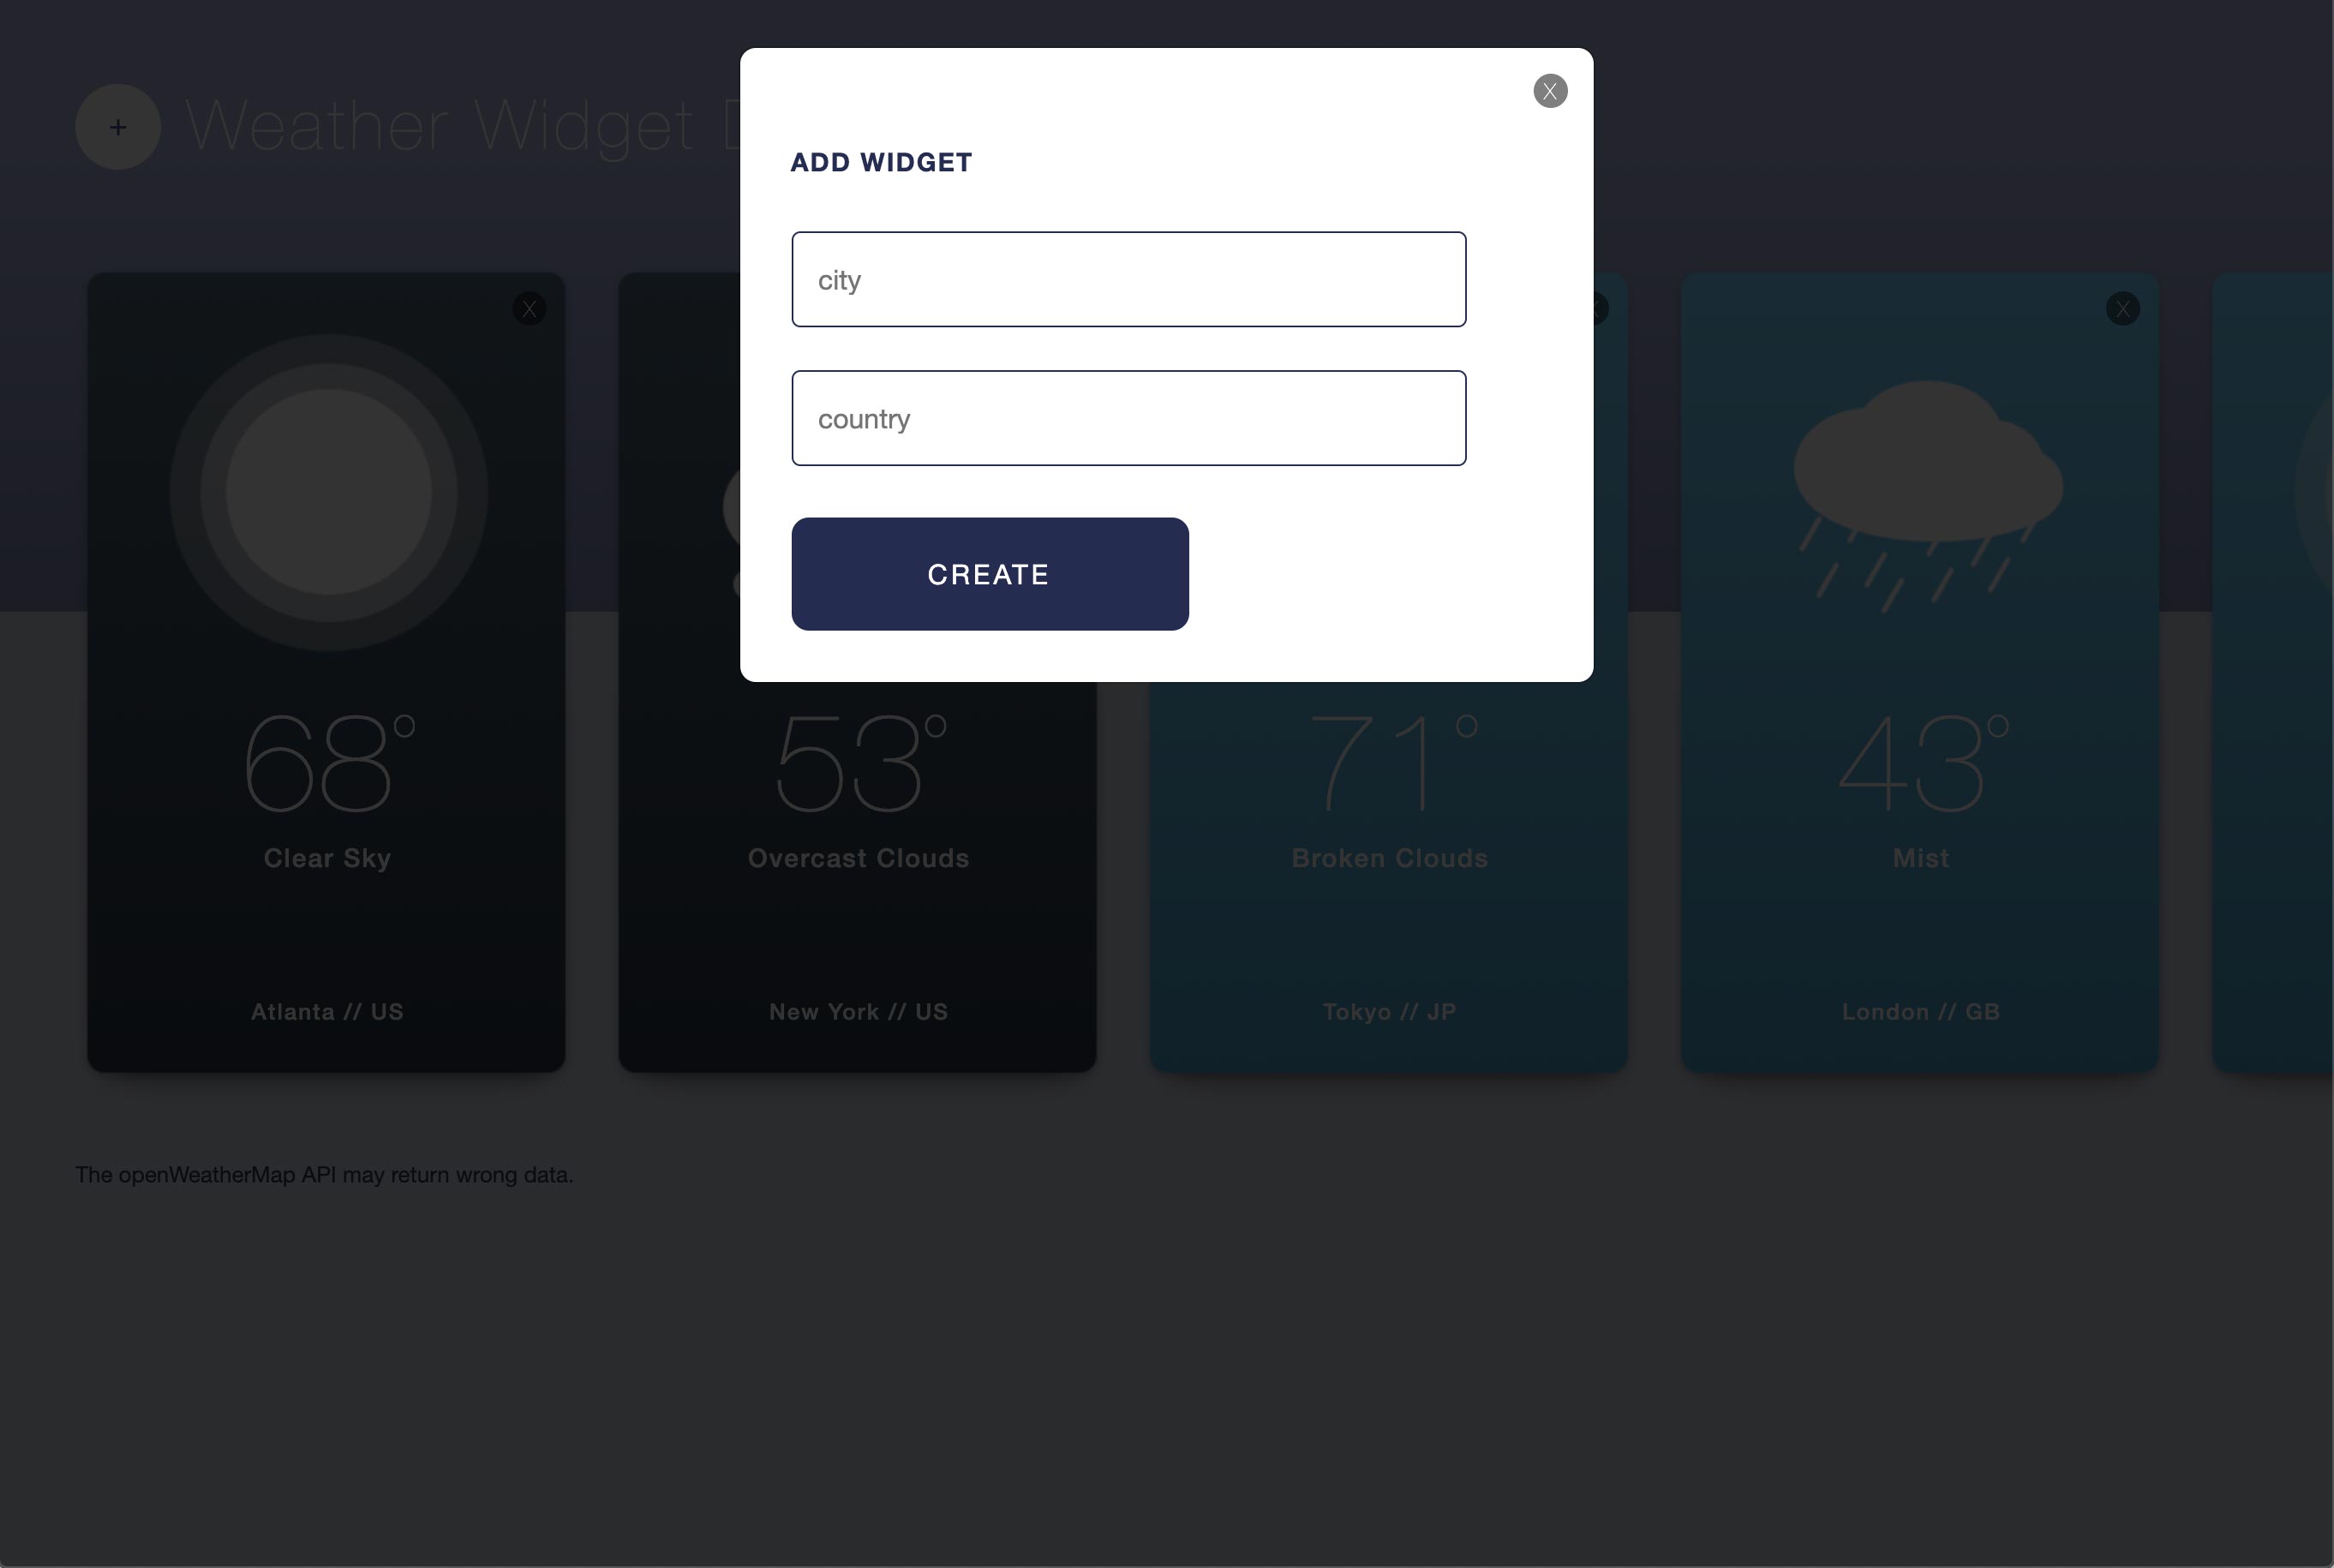 X
ADD WIDGET
+ Weather Widget
city
X
X
country
CREATE
68°
53°
71°
43°
Clear Sky
Overcast Clouds
Broken Clouds
Mist
Atlanta // US
New York // US
Tokyo // JP
London // GB
The openWeatherMap API may return wrong data.